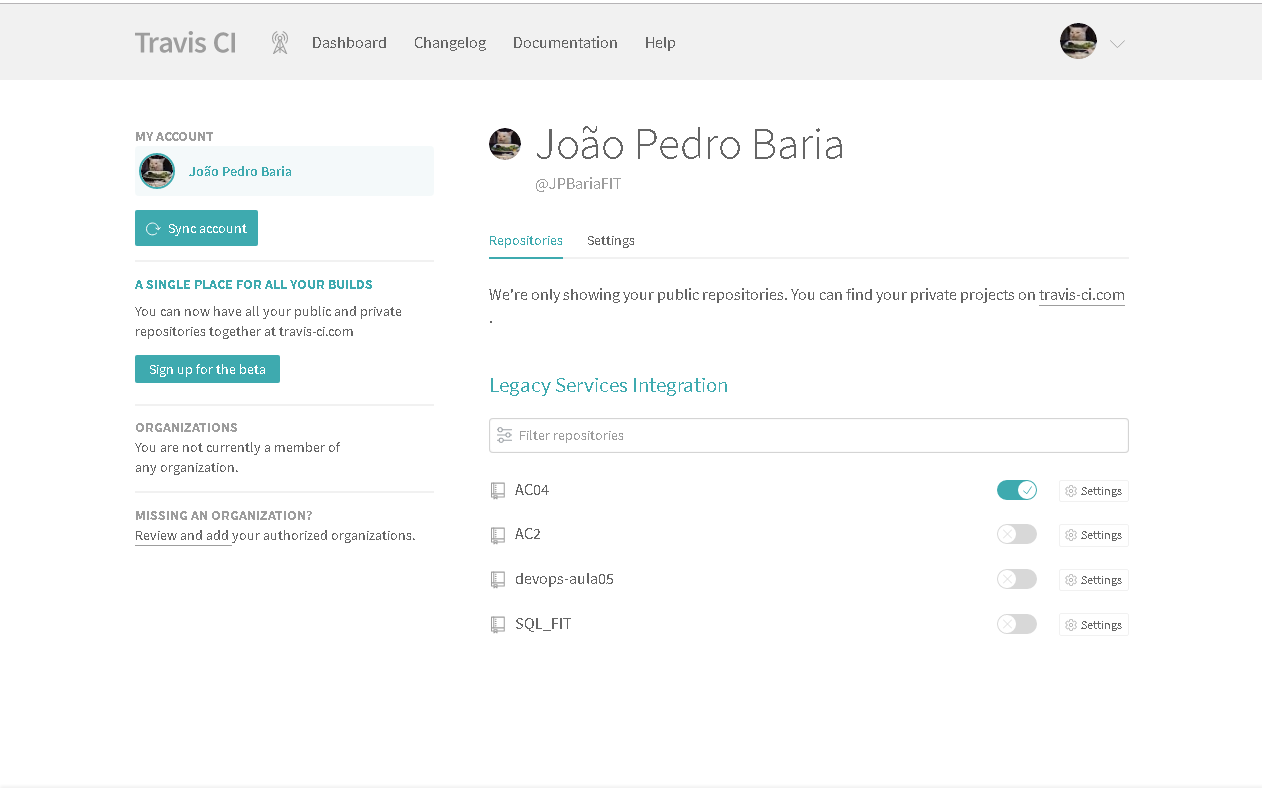 Travis CI
Dashboard
Changelog
Documentation
Help
MY ACCOUNT
João Pedro Baria
Sync account
A SINGLE PLACE FOR ALL YOUR BUILDS
You can now have all your public and private
repositories together at travis-ci.com
Sign up for the beta
ORGANIZATIONS
You are not currently a member of
any organization.
MISSING AN ORGANIZATION?
Review and add your authorized organizations.
João Pedro Baria
@JPBariaFIT
Repositories
Settings
We're only showing your public repositories. You can find your private projects on travis-ci.com
.
Legacy Services Integration
Filter repositories
AC04
Settings
AC2
Settings
devops-aula05
Settings
SQL_FIT
Settings